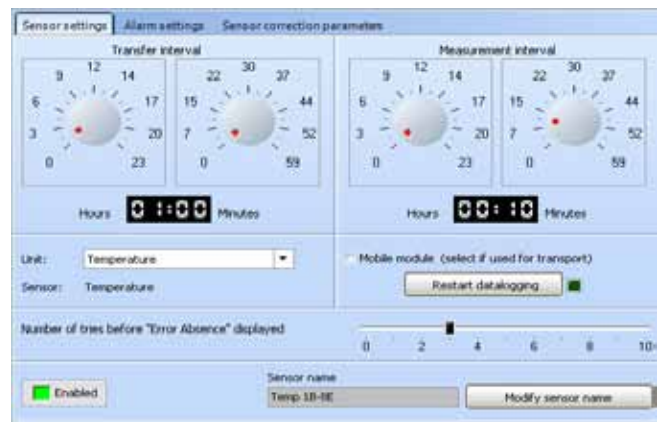 Sensor settings Alarm settings Sensor correction parameters
Transfer interval
9 12 14
6 17
3 20
0 23
22 30 37
15 44
7 52
0 59
Hours 01:00 Minutes
Measurement interval
9 12 14
6 17
3 20
0 23
22 30 37
15 44
7 52
0 59
Hours 00:10 Minutes
Unit: Temperature
Sensor: Temperature
Mobile module (select if used for transport)
Restart datalogging
Number of tries before "Error Absence" displayed
0 2 4 6 8 10
Enabled
Sensor name
Temp
Modify sensor name